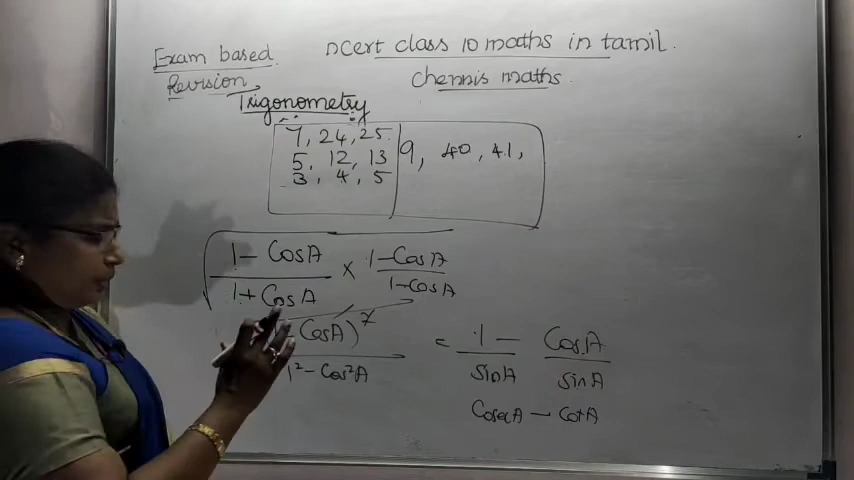 Exam based Ncert class 10 maths in tamil.
Revision chennis maths
Trigonometry
7, 24, 25 9, 40, 41,
5, 12, 13
3, 4, 5
√ 1 - CosA / 1 + CosA × 1 - CosA / 1 - CosA
CosA)² / 1² - Cos²A = 1 / SinA - CosA / SinA
CosecA - CotA